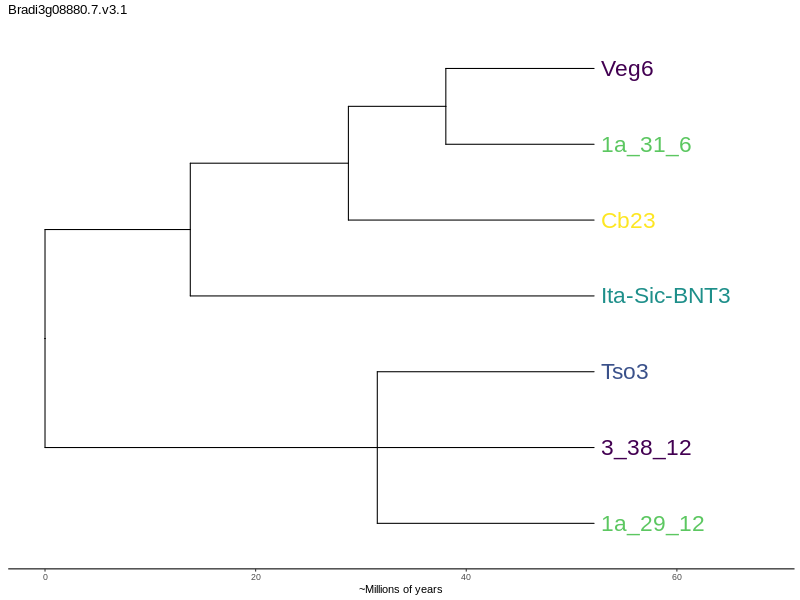 Bradi3g08880.7.v3.1
Veg6
1a_31_6
Cb23
Ita-Sic-BNT3
Tso3
3_38_12
1a_29_12
0 20 40 60
~Millions of years